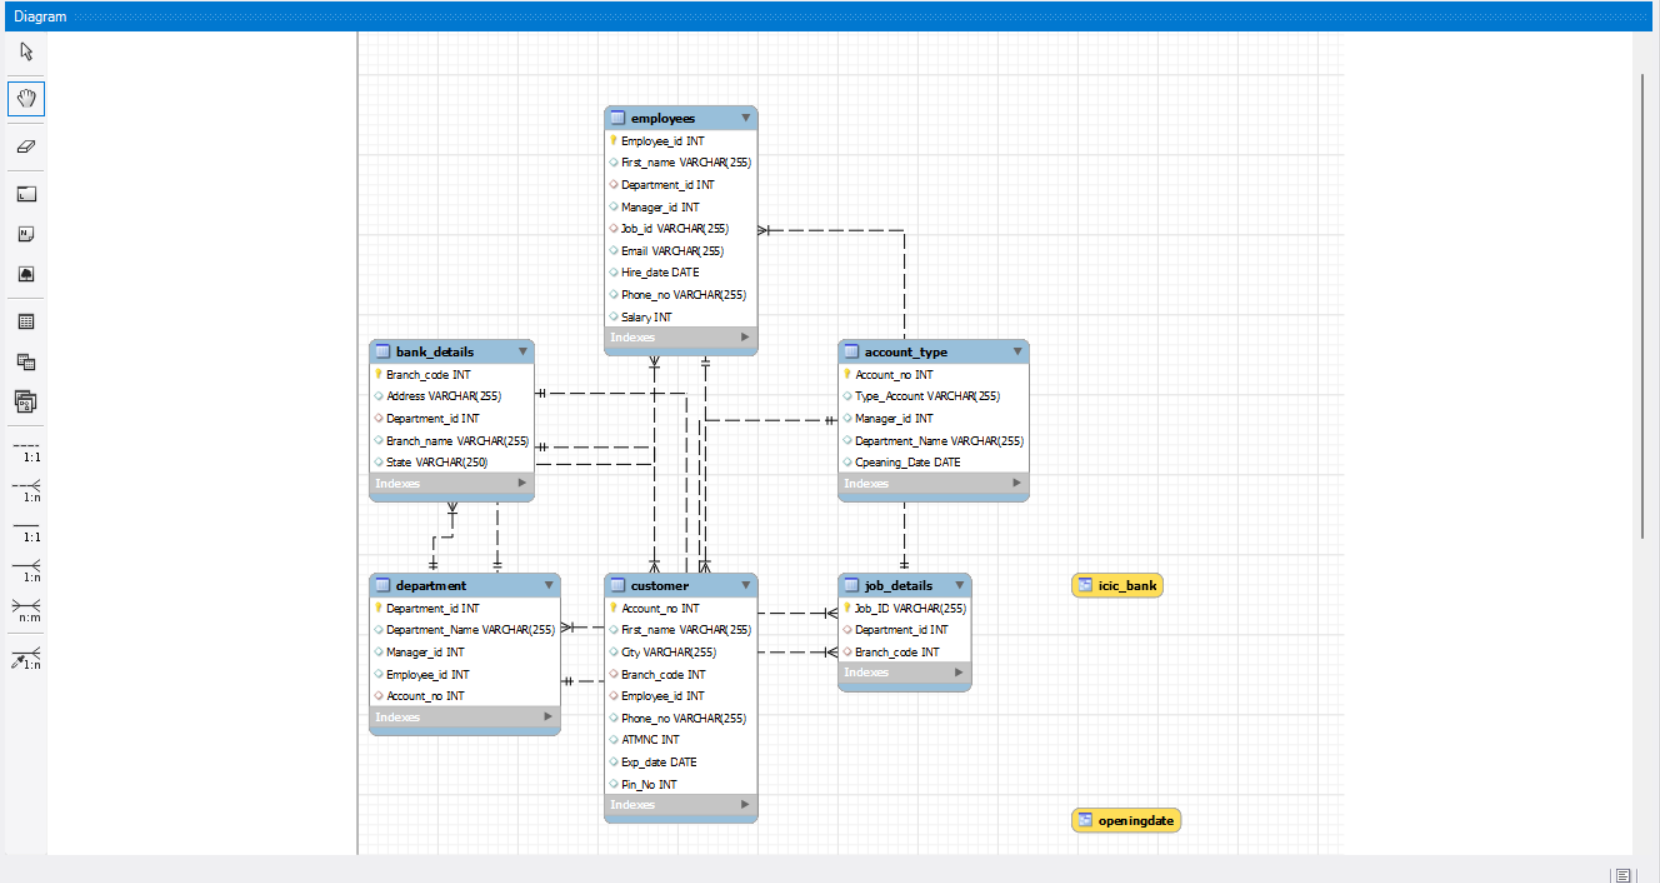 Diagram
employees
Employee_id INT
First_name VARCHAR(255)
Department_id INT
Manager_id INT
Job_id VARCHAR(255)
Email VARCHAR(255)
Hire_date DATE
Phone_no VARCHAR(255)
Salary INT
Indexes
bank_details
Branch_code INT
Address VARCHAR(255)
Department_id INT
Branch_name VARCHAR(255)
State VARCHAR(250)
Indexes
account_type
Account_no INT
Type_Account VARCHAR(255)
Manager_id INT
Department_Name VARCHAR(255)
Opeaning_Date DATE
Indexes
1:1
1:n
1:1
1:n
n:m
1:n
department
Department_id INT
Department_Name VARCHAR(255)
Manager_id INT
Employee_id INT
Account_no INT
Indexes
customer
Account_no INT
First_name VARCHAR(255)
City VARCHAR(255)
Branch_code INT
Employee_id INT
Phone_no VARCHAR(255)
ATMNO INT
Exp_date DATE
Pin_No INT
Indexes
job_details
Job_ID VARCHAR(255)
Department_id INT
Branch_code INT
Indexes
icic_bank
openingdate